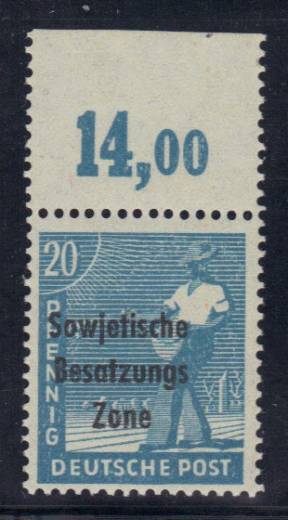 14,00
20
PFENNIG
Sowjetische
Besatzungs
Zone
DEUTSCHE POST